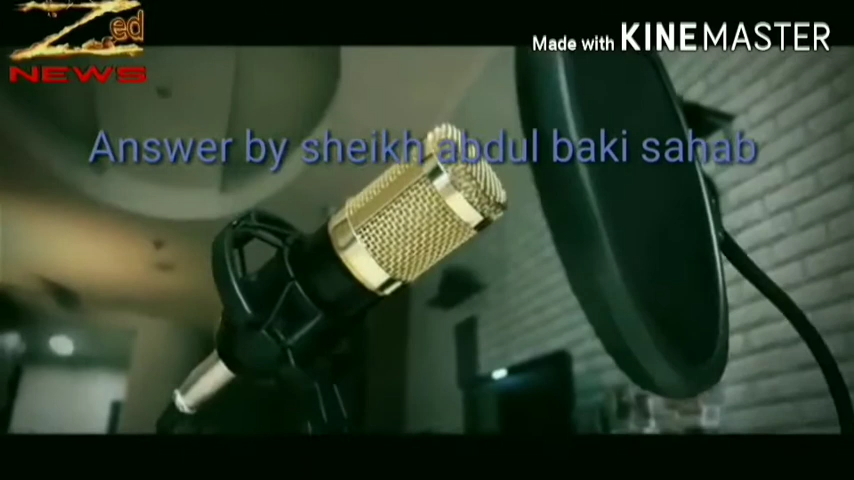 Zed
NEWS
Made with KINEMASTER
Answer by sheikh abdul baki sahab